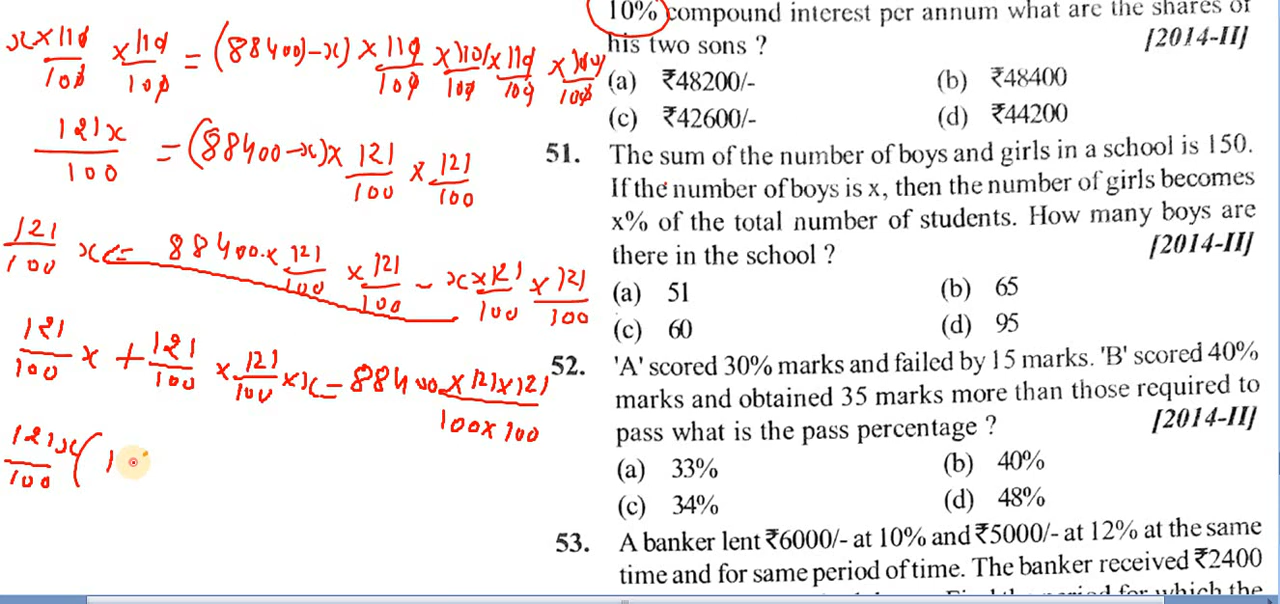 x×110/100 ×110/100 = (88400-x) × 110/100 ×110/100× 110/100 ×110/100
121x/100 = (88400-x)× 121/100 × 121/100
121/100 x = 88400 × 121/100 × 121/100 - x×121/100 × 121/100
121/100 x + 121/100 × 121/100 × x = 88400×121×121/100×100
121x/100 ( 1
10% compound interest per annum what are the shares of
his two sons ? [2014-II]
(a) ₹48200/- (b) ₹48400
(c) ₹42600/- (d) ₹44200
51. The sum of the number of boys and girls in a school is 150.
If the number of boys is x, then the number of girls becomes
x% of the total number of students. How many boys are
there in the school ? [2014-II]
(a) 51 (b) 65
(c) 60 (d) 95
52. 'A' scored 30% marks and failed by 15 marks. 'B' scored 40%
marks and obtained 35 marks more than those required to
pass what is the pass percentage ? [2014-II]
(a) 33% (b) 40%
(c) 34% (d) 48%
53. A banker lent ₹6000/- at 10% and ₹5000/- at 12% at the same
time and for same period of time. The banker received ₹2400
for which the